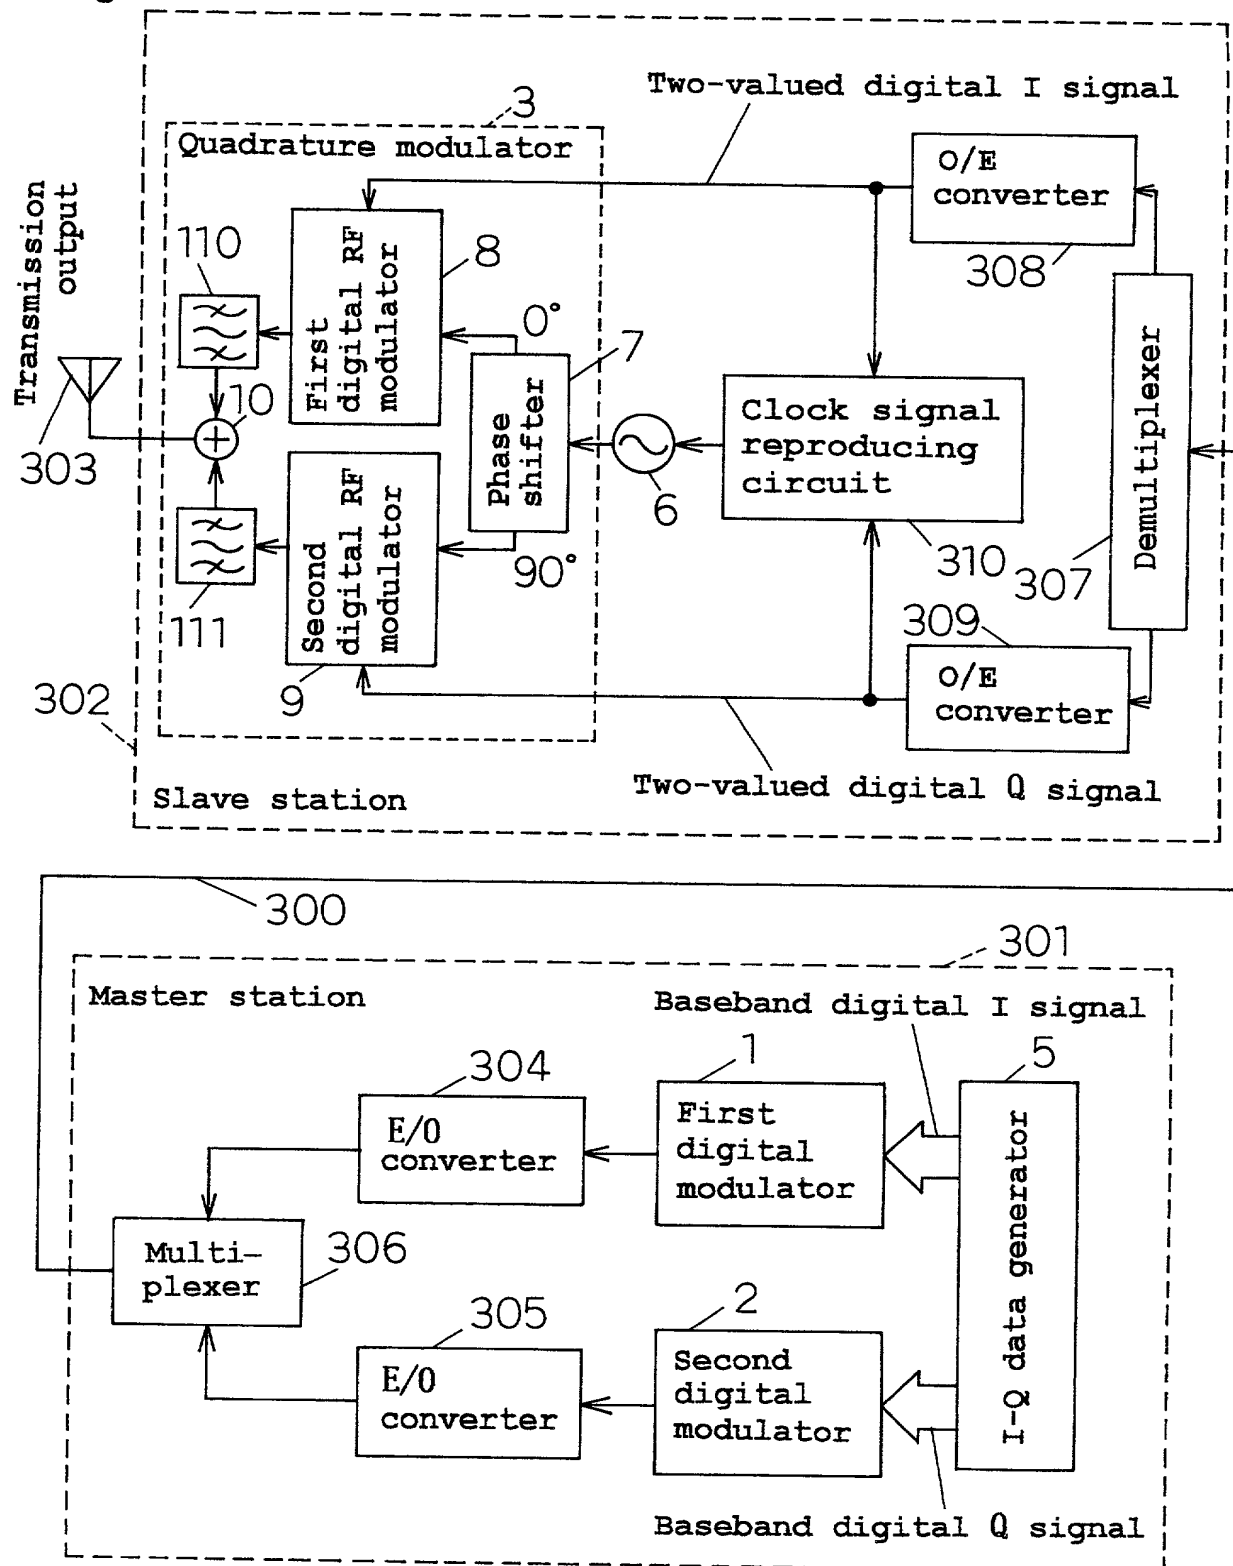 Two-valued digital I signal
3
Quadrature modulator
O/E
converter
308
Transmission
output
110
First
digital RF
modulator
8
0°
7
Phase
shifter
10
303
6
Clock signal
reproducing
circuit
310
Demultiplexer
307
111
Second
digital RF
modulator
9
90°
309
O/E
converter
302
Two-valued digital Q signal
Slave station
300
301
Master station
Baseband digital I signal
304
E/O
converter
1
First
digital
modulator
5
I-Q data generator
Multi-
plexer
306
305
E/O
converter
2
Second
digital
modulator
Baseband digital Q signal